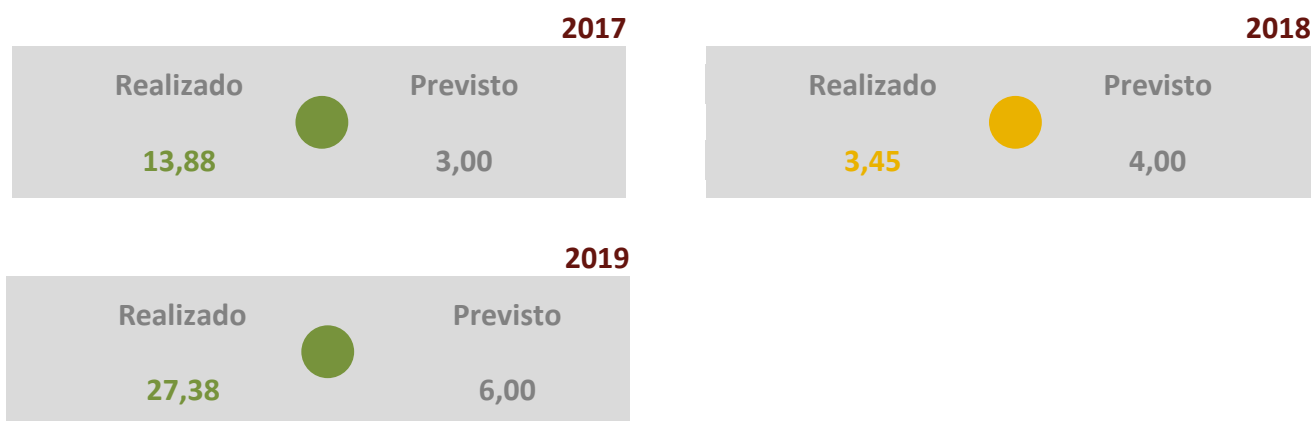 2017
Realizado Previsto
13,88 3,00
2018
Realizado Previsto
3,45 4,00
2019
Realizado Previsto
27,38 6,00